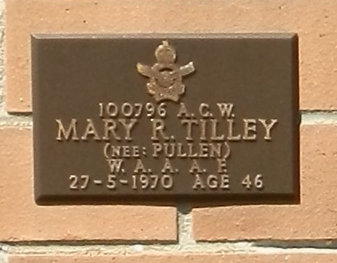 100796 A.C.W.
MARY R. TILLEY
(NEE: PULLEN)
W. A. A. A. F.
27-5-1970 AGE 46